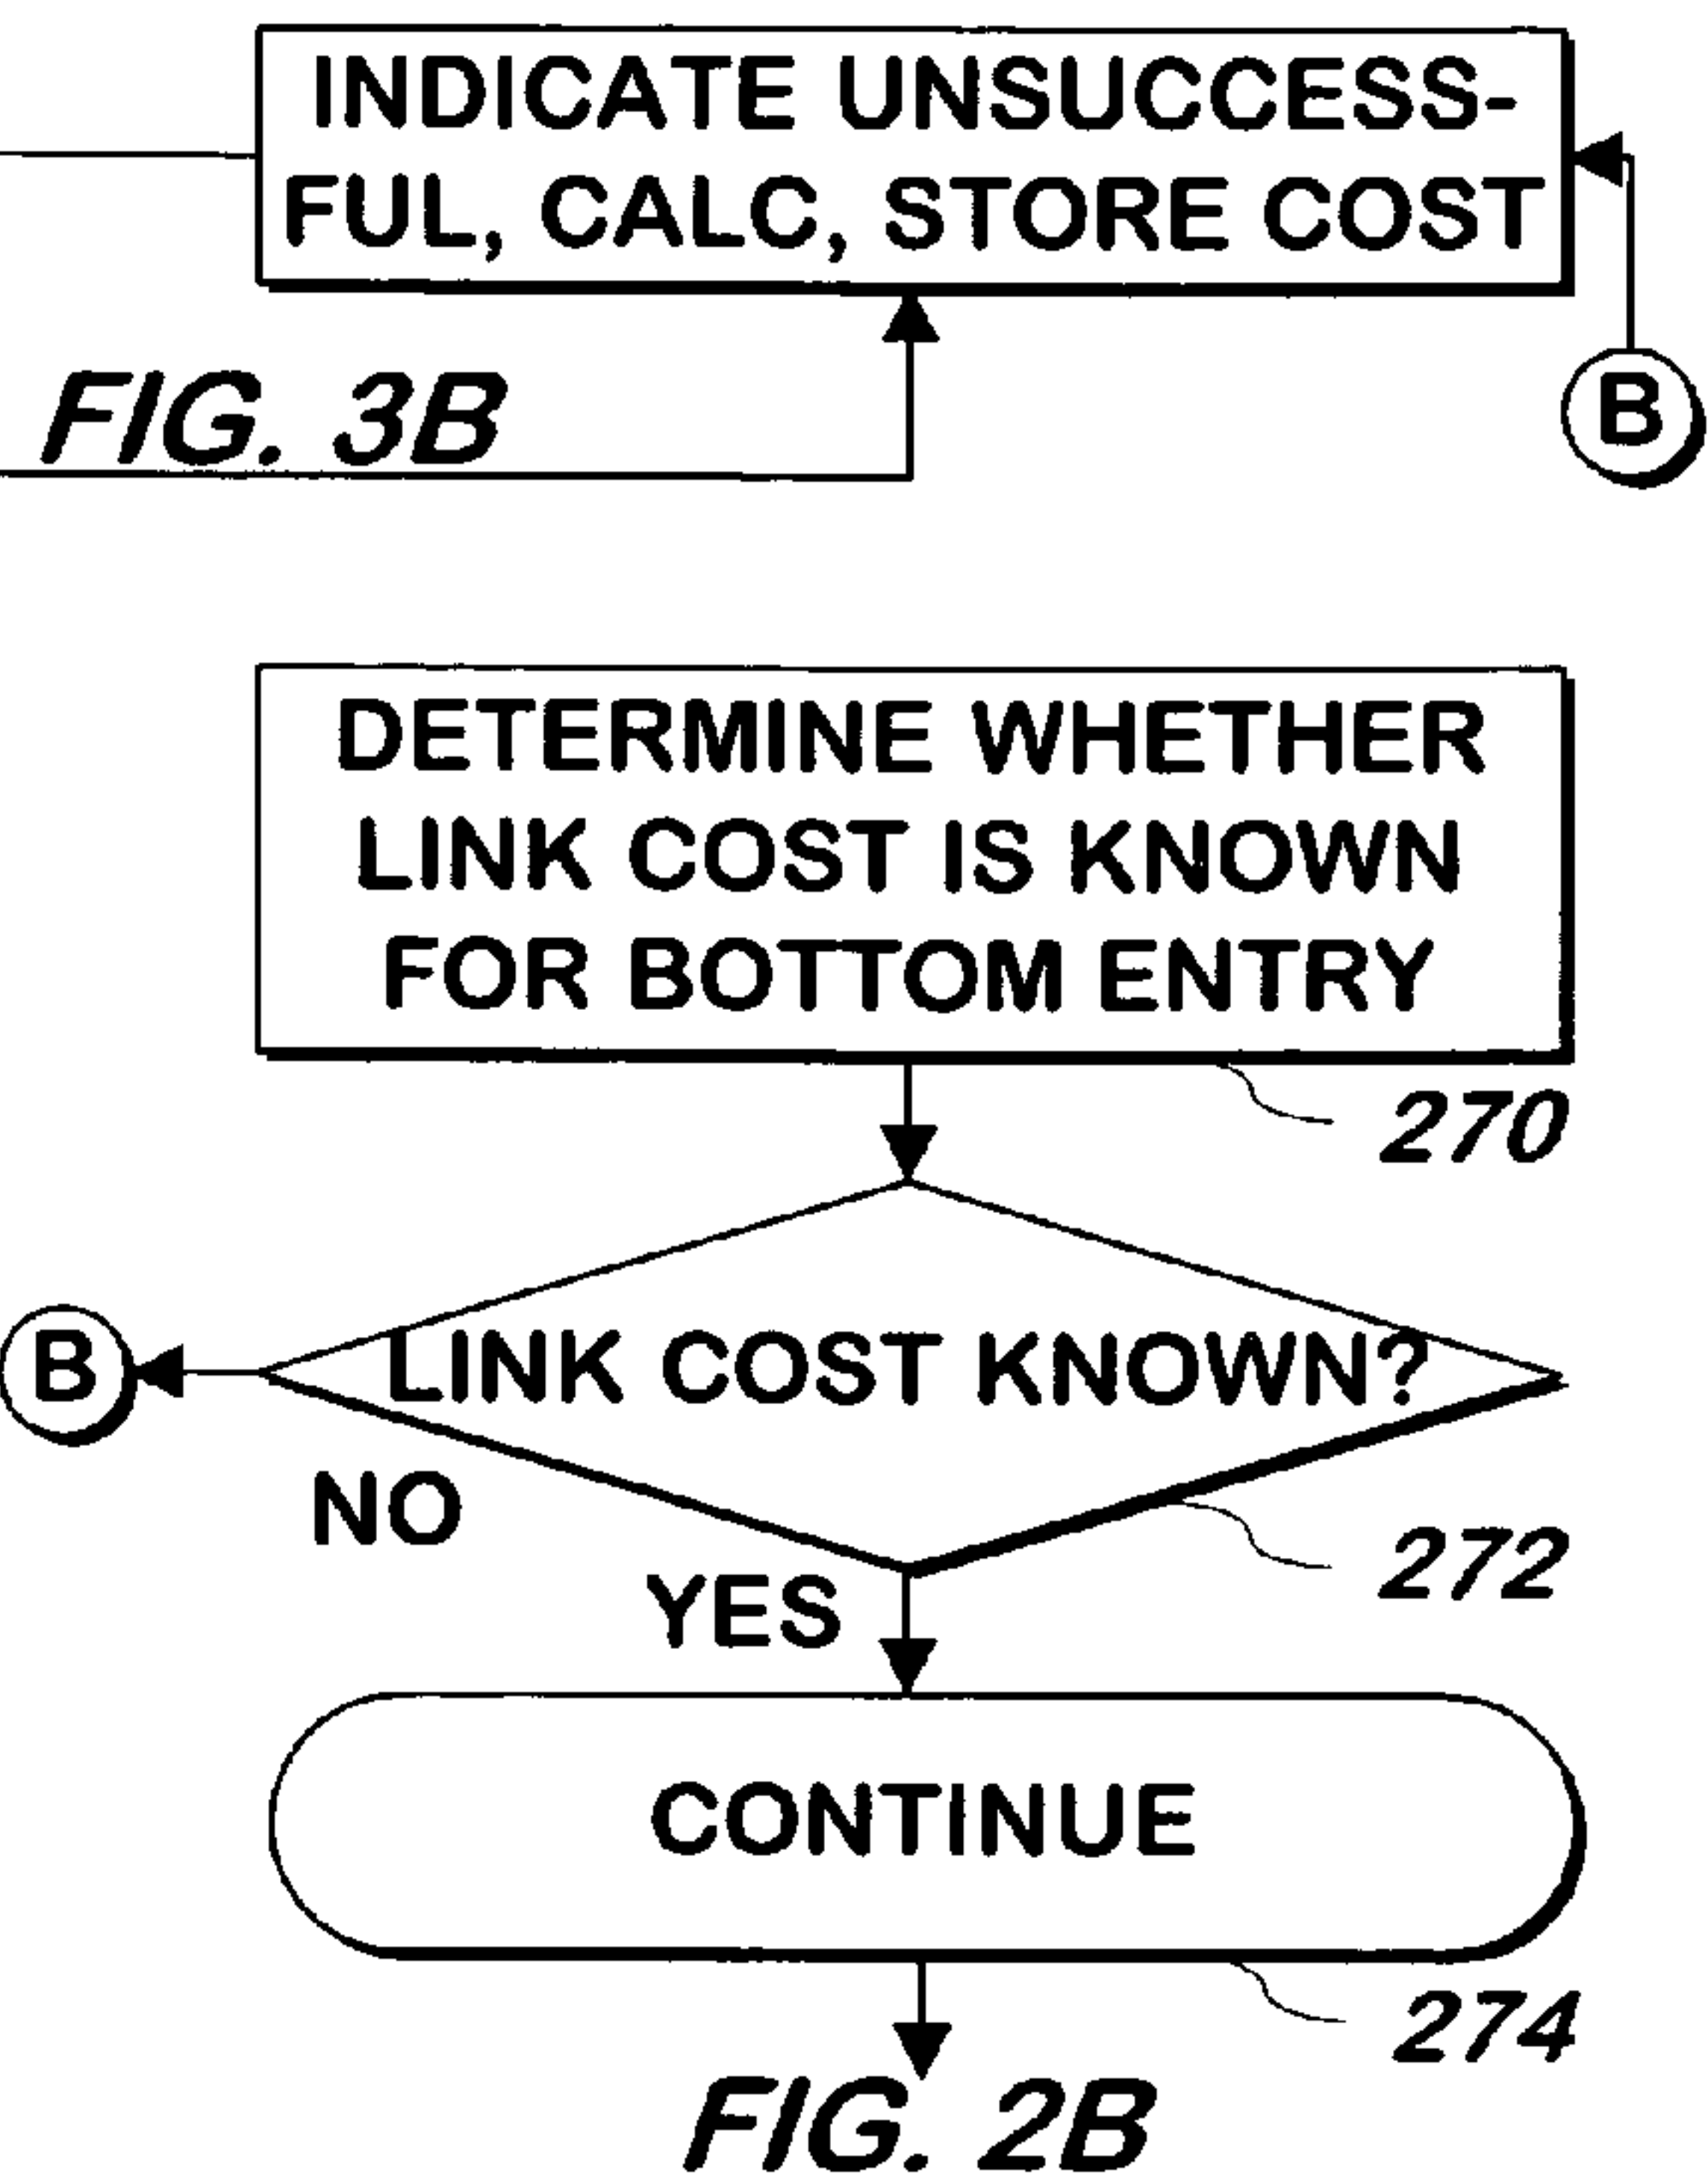 INDICATE UNSUCCESS-
FUL, CALC, STORE COST
FIG. 3B
B
DETERMINE WHETHER
LINK COST IS KNOWN
FOR BOTTOM ENTRY
270
B
LINK COST KNOWN?
NO
272
YES
CONTINUE
274
FIG. 2B